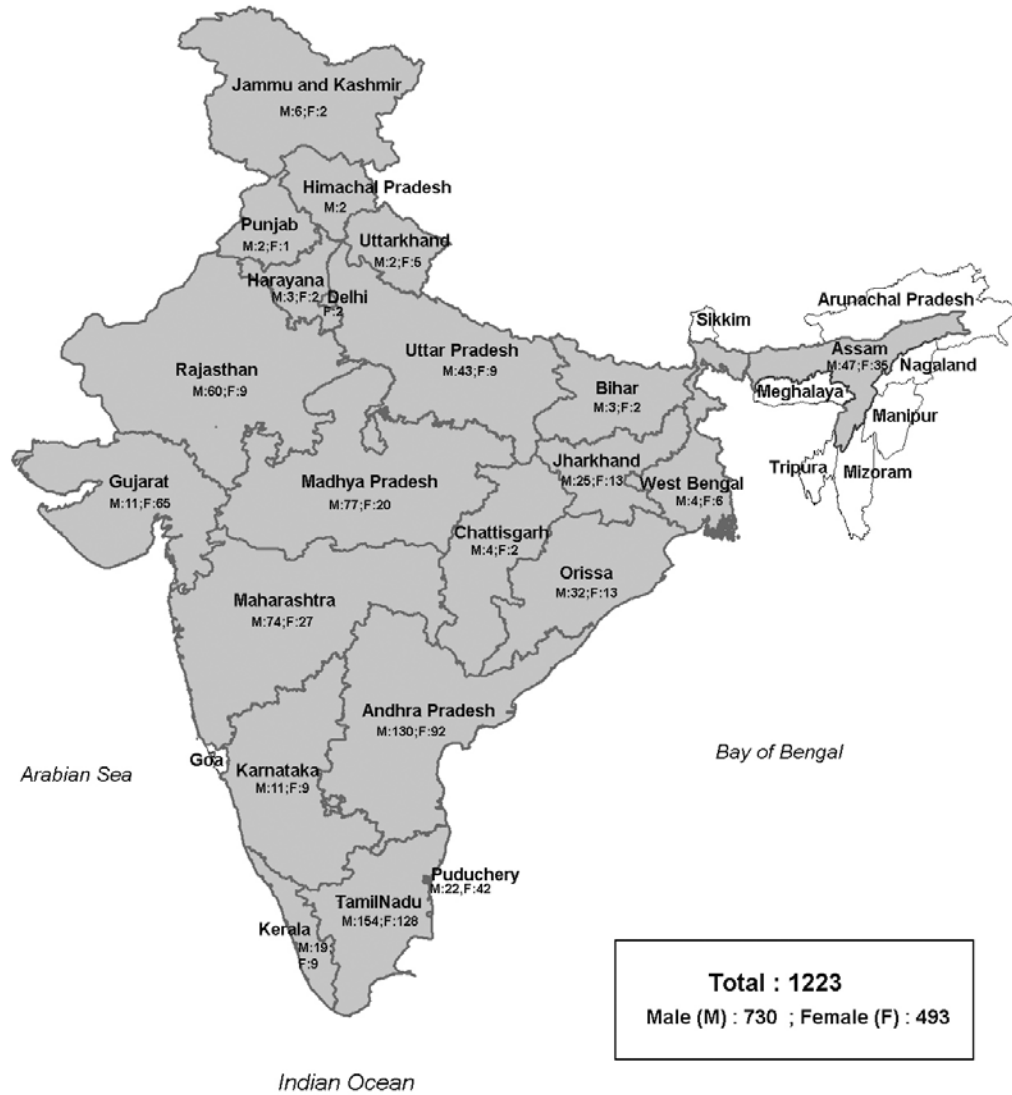 Jammu and Kashmir
M:6;F:2
Himachal Pradesh
M:2
Punjab
M:2;F:1
Uttarkhand
M:2;F:5
Harayana
M:3;F:2
Delhi
F:2
Arunachal Pradesh
Sikkim
Assam
M:47;F:35
Nagaland
Meghalaya
Manipur
Tripura
Mizoram
Rajasthan
M:60;F:9
Uttar Pradesh
M:43;F:9
Bihar
M:3;F:2
Gujarat
M:11;F:65
Madhya Pradesh
M:77;F:20
Jharkhand
M:25;F:13
West Bengal
M:4;F:6
Chattisgarh
M:4;F:2
Orissa
M:32;F:13
Maharashtra
M:74;F:27
Andhra Pradesh
M:130;F:92
Goa
Karnataka
M:11;F:9
Arabian Sea
Bay of Bengal
Puduchery
M:22,F:42
TamilNadu
M:154;F:128
Kerala
M:19;
F:9
Total : 1223
Male (M) : 730 ; Female (F) : 493
Indian Ocean